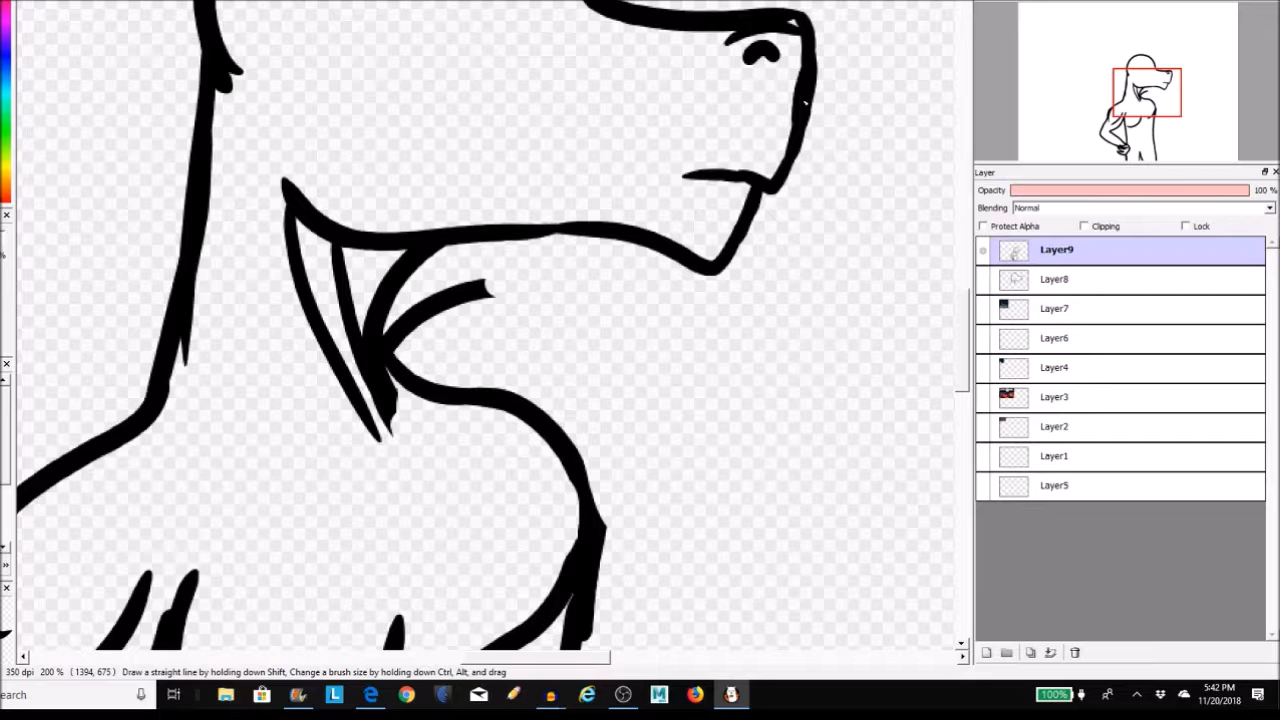 Layer
Opacity 100 %
Blending Normal
Protect Alpha Clipping Lock
Layer9
Layer8
Layer7
Layer6
Layer4
Layer3
Layer2
Layer1
Layer5
350 dpi 200 % ( 1394, 675) Draw a straight line by holding down Shift, Change a brush size by holding down Ctrl, Alt, and drag
earch
100%
5:42 PM
11/20/2018